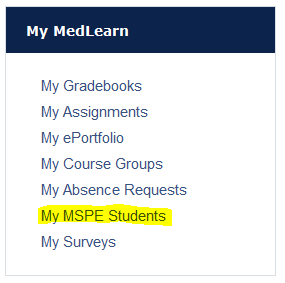 My MedLearn
My Gradebooks
My Assignments
My ePortfolio
My Course Groups
My Absence Requests
My MSPE Students
My Surveys